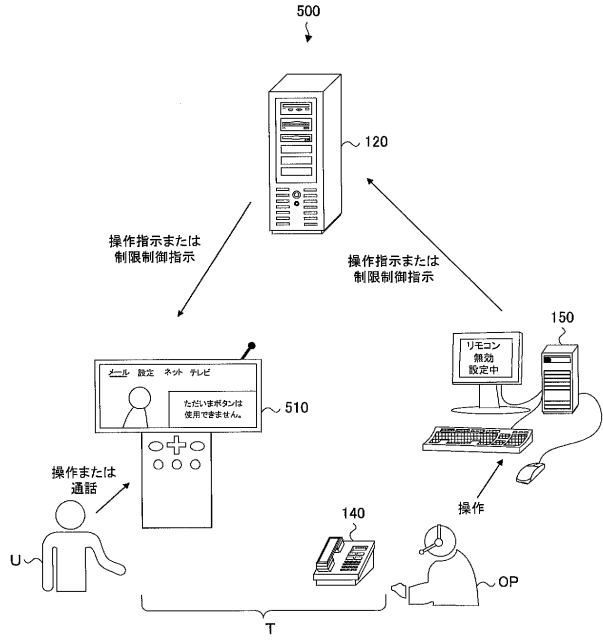 500
120
操作指示または
制限制御指示
操作指示または
制限制御指示
150
リモコン
無効
設定中
メール 設定 ネット テレビ
ただいまボタンは
使用できません。
510
操作または
通話
操作
140
U
OP
T